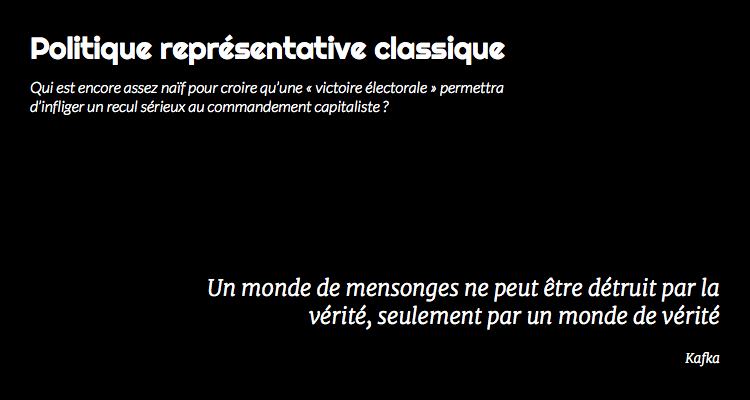 Politique représentative classique
Qui est encore assez naïf pour croire qu'une « victoire électorale » permettra
d'infliger un recul sérieux au commandement capitaliste ?
Un monde de mensonges ne peut être détruit par la
vérité, seulement par un monde de vérité
Kafka